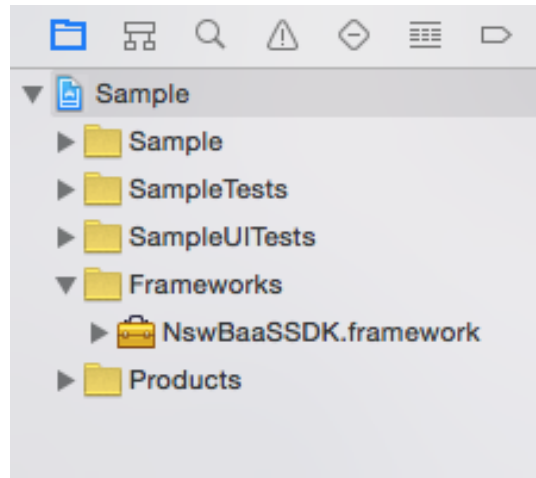 Sample
Sample
SampleTests
SampleUITests
Frameworks
NswBaaSSDK.framework
Products